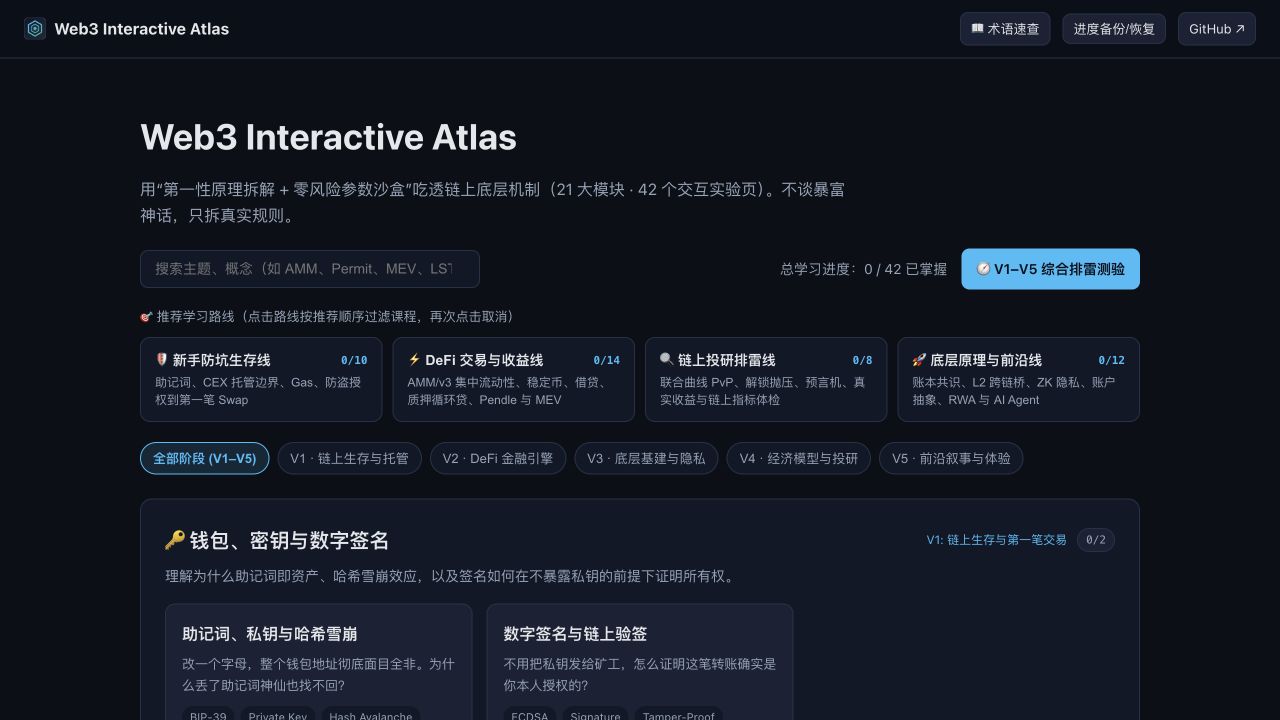 Web3 Interactive Atlas
📖 术语速查
进度备份/恢复
GitHub ↗
Web3 Interactive Atlas
用“第一性原理拆解 + 零风险参数沙盒”吃透链上底层机制（21 大模块 · 42 个交互实验页）。不谈暴富
神话，只拆真实规则。
搜索主题、概念（如 AMM、Permit、MEV、LST
总学习进度：0 / 42 已掌握
🧭 V1–V5 综合排雷测验
🎯 推荐学习路线（点击路线按推荐顺序过滤课程，再次点击取消）
🛡️ 新手防坑生存线 0/10
助记词、CEX 托管边界、Gas、防盗授
权到第一笔 Swap
⚡ DeFi 交易与收益线 0/14
AMM/v3 集中流动性、稳定币、借贷、
质押循环贷、Pendle 与 MEV
🔍 链上投研排雷线 0/8
联合曲线 PvP、解锁抛压、预言机、真
实收益与链上指标体检
🚀 底层原理与前沿线 0/12
账本共识、L2 跨链桥、ZK 隐私、账户
抽象、RWA 与 AI Agent
全部阶段 (V1–V5)
V1 · 链上生存与托管
V2 · DeFi 金融引擎
V3 · 底层基建与隐私
V4 · 经济模型与投研
V5 · 前沿叙事与体验
🔑 钱包、密钥与数字签名
V1: 链上生存与第一笔交易 0/2
理解为什么助记词即资产、哈希雪崩效应，以及签名如何在不暴露私钥的前提下证明所有权。
助记词、私钥与哈希雪崩
改一个字母，整个钱包地址彻底面目全非。为什
么丢了助记词神仙也找不回？
BIP-39 Private Key Hash Avalanche
数字签名与链上验签
不用把私钥发给矿工，怎么证明这笔转账确实是
你本人授权的？
ECDSA Signature Tamper-Proof